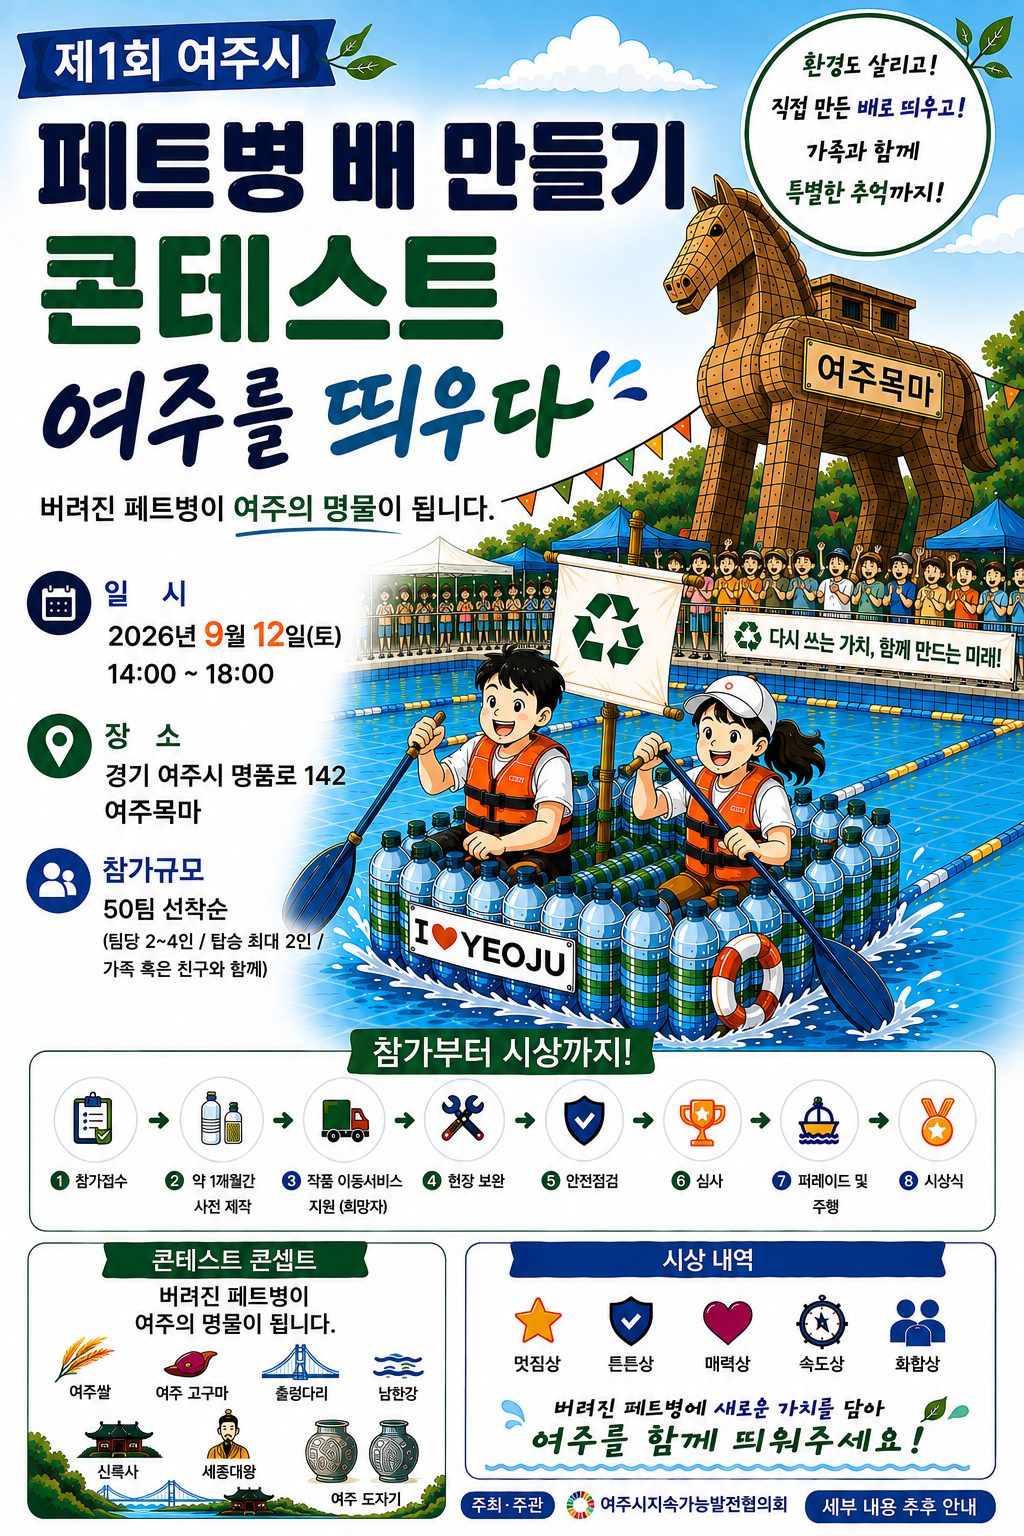 제1회 여주시
환경도 살리고!
직접 만든 배로 띄우고!
가족과 함께
특별한 추억까지!
페트병 배 만들기
콘테스트
여주를 띄우다
버려진 페트병이 여주의 명물이 됩니다.
여주목마
다시 쓰는 가치, 함께 만드는 미래!
일 시
2026년 9월 12일(토)
14:00 ~ 18:00
장 소
경기 여주시 명품로 142
여주목마
참가규모
50팀 선착순
(팀당 2~4인 / 탑승 최대 2인 /
가족 혹은 친구와 함께)
I♥YEOJU
참가부터 시상까지!
1 참가접수
2 약 1개월간
사전 제작
3 작품 이동서비스
지원 (희망자)
4 현장 보완
5 안전점검
6 심사
7 퍼레이드 및
주행
8 시상식
콘테스트 콘셉트
버려진 페트병이
여주의 명물이 됩니다.
여주쌀
여주 고구마
출렁다리
남한강
신륵사
세종대왕
여주 도자기
시상 내역
멋짐상
튼튼상
매력상
속도상
화합상
버려진 페트병에 새로운 가치를 담아
여주를 함께 띄워주세요!
주최·주관
여주시지속가능발전협의회
세부 내용 추후 안내